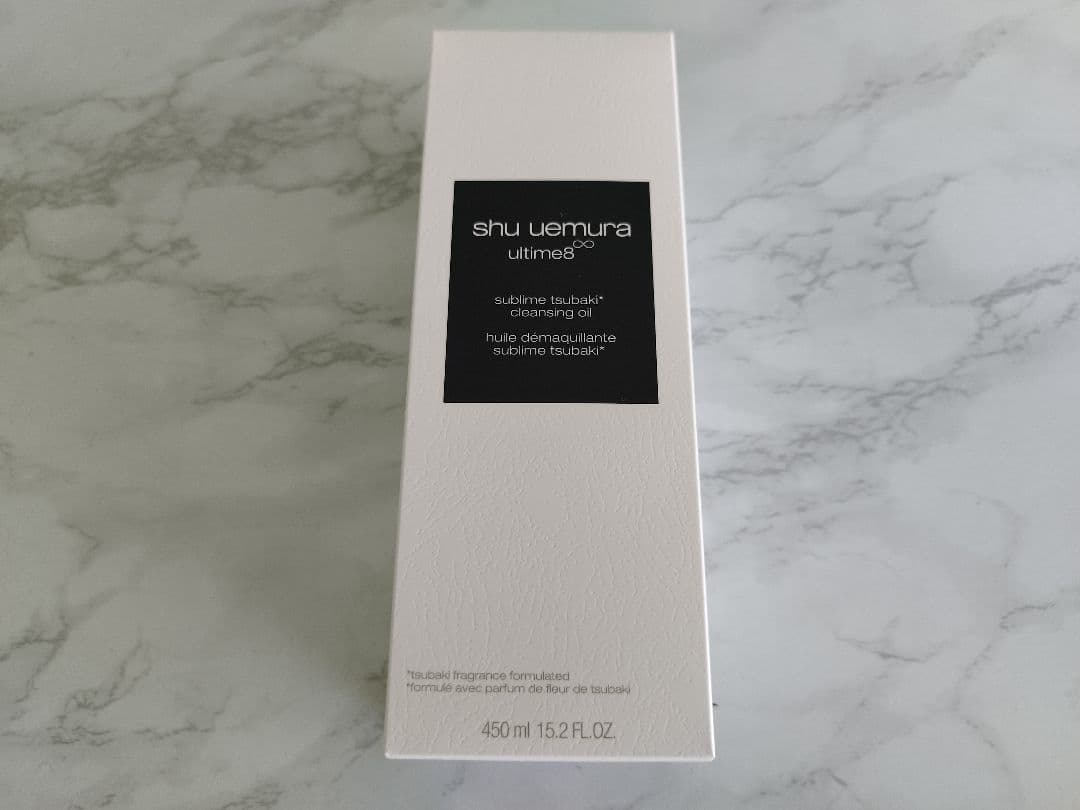 shu uemura
ultime8∞
sublime tsubaki*
cleansing oil
huile démaquillante
sublime tsubaki*
*tsubaki fragrance formulated
*formulé avec parfum de fleur de tsubaki
450 ml 15.2 FL.OZ.